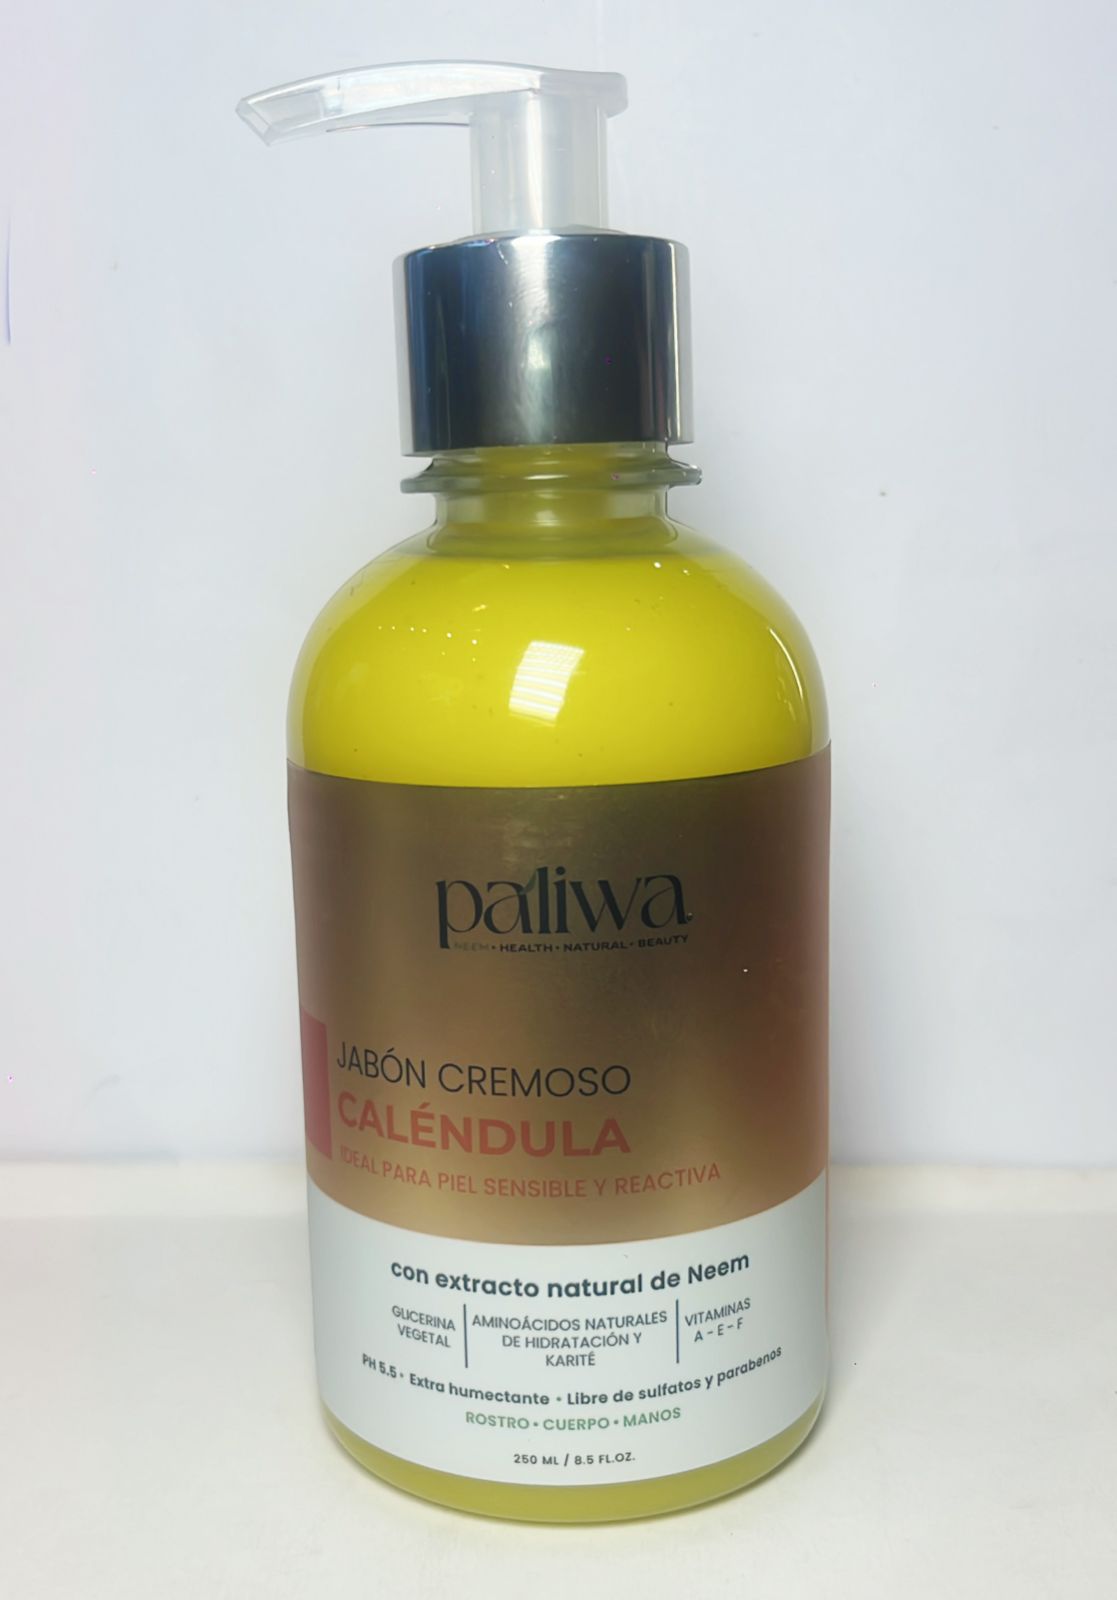 paliwa
NEEM • HEALTH • NATURAL • BEAUTY
JABÓN CREMOSO
CALÉNDULA
IDEAL PARA PIEL SENSIBLE Y REACTIVA
con extracto natural de Neem
GLICERINA
VEGETAL
AMINOÁCIDOS NATURALES
DE HIDRATACIÓN Y
KARITÉ
VITAMINAS
A - E - F
PH 5.5 • Extra humectante • Libre de sulfatos y parabenos
ROSTRO • CUERPO • MANOS
250 ML / 8.5 FL.OZ.